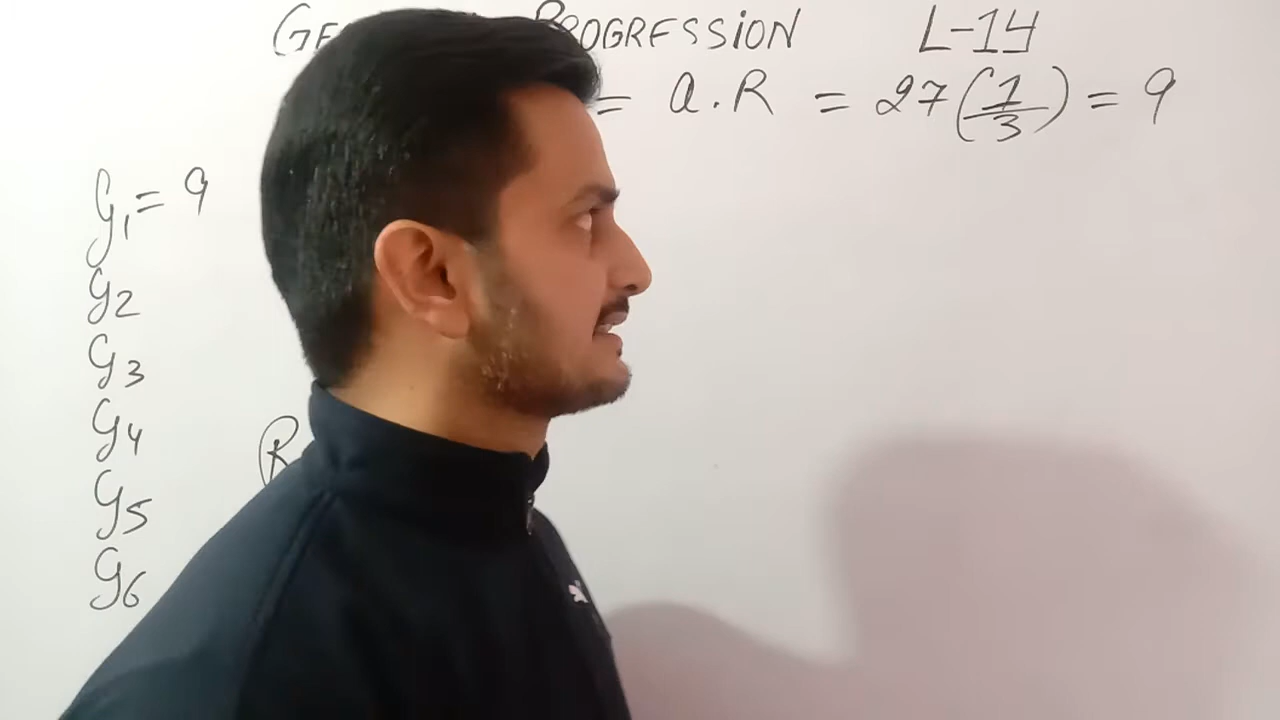 PROGRESSION L-14
= a.R = 27(1/3) = 9
G1 = 9
G2
G3
G4
G5
G6
R